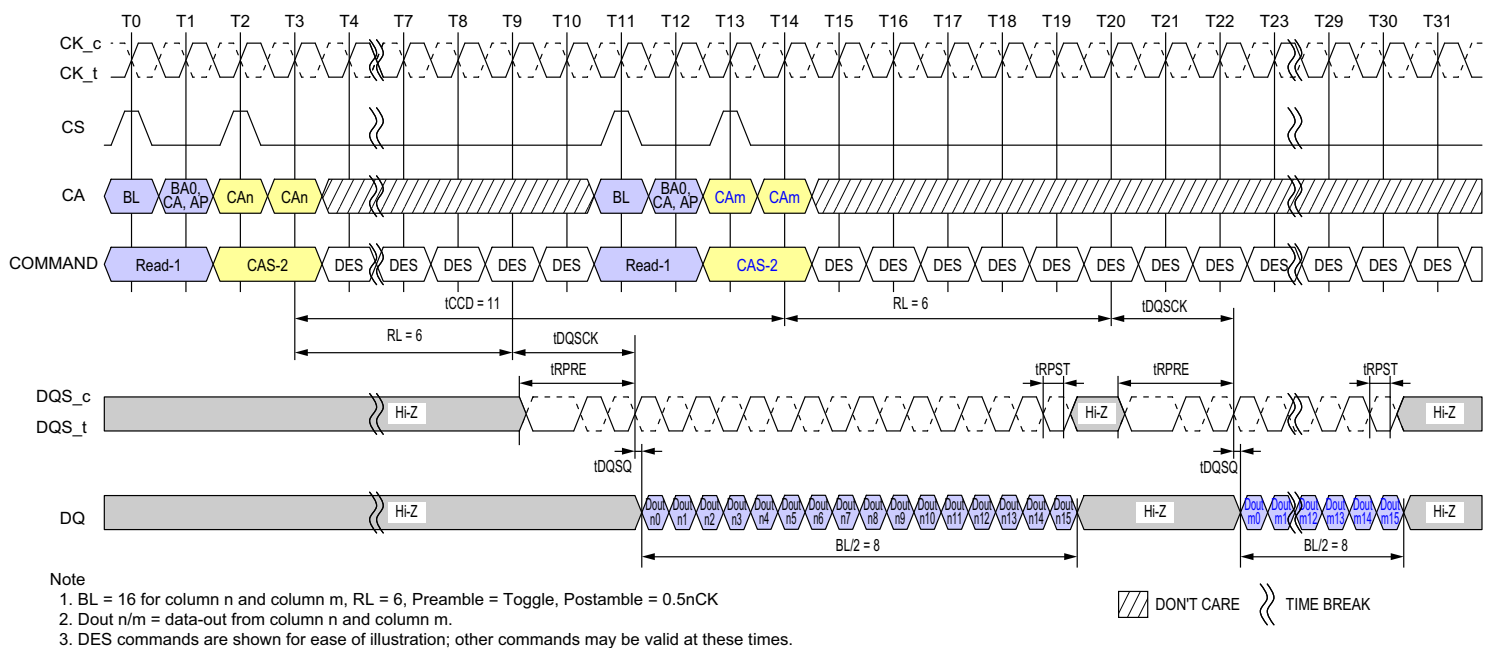 T0 T1 T2 T3 T4 T7 T8 T9 T10 T11 T12 T13 T14 T15 T16 T17 T18 T19 T20 T21 T22 T23 T29 T30 T31
CK_c
CK_t
CS
CA BL BA0, CA, AP CAn CAn BL BA0, CA, AP CAm CAm
COMMAND Read-1 CAS-2 DES DES DES DES DES Read-1 CAS-2 DES DES DES DES DES DES DES DES DES DES DES DES
tCCD = 11 RL = 6 tDQSCK
RL = 6 tDQSCK
tRPRE tRPST tRPRE tRPST
DQS_c
DQS_t
Hi-Z Hi-Z Hi-Z
tDQSQ tDQSQ
DQ Hi-Z Dout n0 Dout n1 Dout n2 Dout n3 Dout n4 Dout n5 Dout n6 Dout n7 Dout n8 Dout n9 Dout n10 Dout n11 Dout n12 Dout n13 Dout n14 Dout n15 Hi-Z Dout m0 Dout m1 Dout m12 Dout m13 Dout m14 Dout m15 Hi-Z
BL/2 = 8 BL/2 = 8
Note
1. BL = 16 for column n and column m, RL = 6, Preamble = Toggle, Postamble = 0.5nCK
2. Dout n/m = data-out from column n and column m.
3. DES commands are shown for ease of illustration; other commands may be valid at these times.
DON'T CARE TIME BREAK